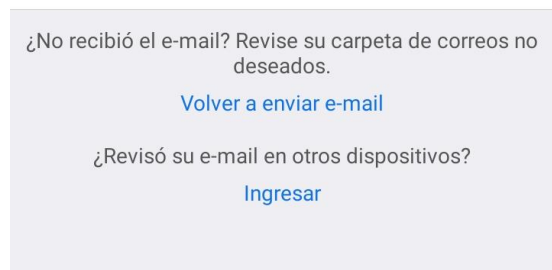 ¿No recibió el e-mail? Revise su carpeta de correos no
deseados.
Volver a enviar e-mail
¿Revisó su e-mail en otros dispositivos?
Ingresar